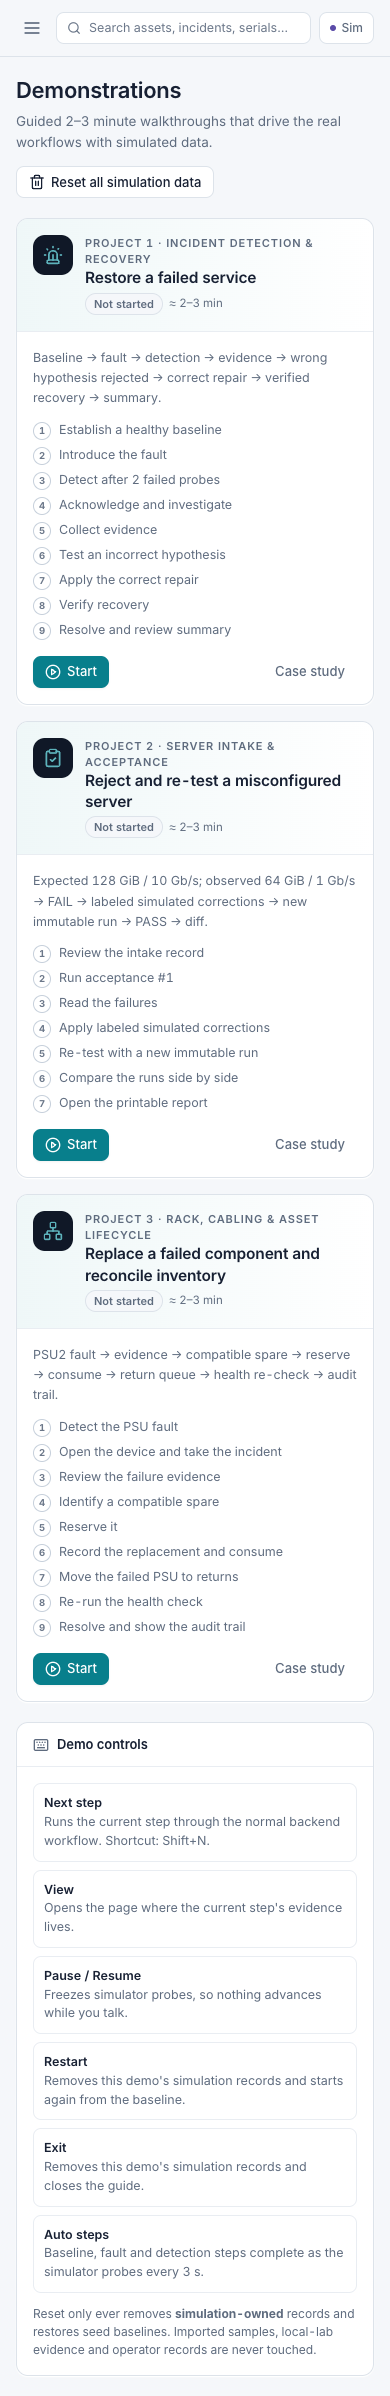 Search assets, incidents, serials...
Sim
Demonstrations
Guided 2–3 minute walkthroughs that drive the real
workflows with simulated data.
Reset all simulation data
PROJECT 1 · INCIDENT DETECTION &
RECOVERY
Restore a failed service
Not started ≈ 2–3 min
Baseline → fault → detection → evidence → wrong
hypothesis rejected → correct repair → verified
recovery → summary.
1 Establish a healthy baseline
2 Introduce the fault
3 Detect after 2 failed probes
4 Acknowledge and investigate
5 Collect evidence
6 Test an incorrect hypothesis
7 Apply the correct repair
8 Verify recovery
9 Resolve and review summary
Start
Case study
PROJECT 2 · SERVER INTAKE &
ACCEPTANCE
Reject and re-test a misconfigured
server
Not started ≈ 2–3 min
Expected 128 GiB / 10 Gb/s; observed 64 GiB / 1 Gb/s
→ FAIL → labeled simulated corrections → new
immutable run → PASS → diff.
1 Review the intake record
2 Run acceptance #1
3 Read the failures
4 Apply labeled simulated corrections
5 Re-test with a new immutable run
6 Compare the runs side by side
7 Open the printable report
Start
Case study
PROJECT 3 · RACK, CABLING & ASSET
LIFECYCLE
Replace a failed component and
reconcile inventory
Not started ≈ 2–3 min
PSU2 fault → evidence → compatible spare → reserve
→ consume → return queue → health re-check → audit
trail.
1 Detect the PSU fault
2 Open the device and take the incident
3 Review the failure evidence
4 Identify a compatible spare
5 Reserve it
6 Record the replacement and consume
7 Move the failed PSU to returns
8 Re-run the health check
9 Resolve and show the audit trail
Start
Case study
Demo controls
Next step
Runs the current step through the normal backend
workflow. Shortcut: Shift+N.
View
Opens the page where the current step's evidence
lives.
Pause / Resume
Freezes simulator probes, so nothing advances
while you talk.
Restart
Removes this demo's simulation records and starts
again from the baseline.
Exit
Removes this demo's simulation records and
closes the guide.
Auto steps
Baseline, fault and detection steps complete as the
simulator probes every 3 s.
Reset only ever removes simulation-owned records and
restores seed baselines. Imported samples, local-lab
evidence and operator records are never touched.